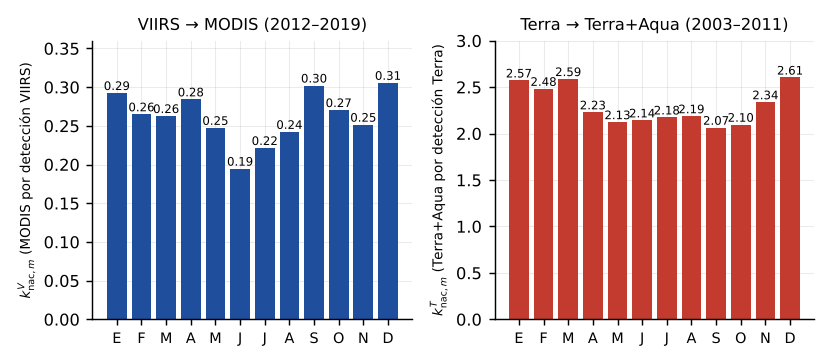 VIIRS → MODIS (2012–2019)
k^V_{nac,m} (MODIS por detección VIIRS)
0.35
0.30
0.25
0.20
0.15
0.10
0.05
0.00
0.29 0.26 0.26 0.28 0.25 0.19 0.22 0.24 0.30 0.27 0.25 0.31
E F M A M J J A S O N D
Terra → Terra+Aqua (2003–2011)
k^T_{nac,m} (Terra+Aqua por detección Terra)
3.0
2.5
2.0
1.5
1.0
0.5
0.0
2.57 2.48 2.59 2.23 2.13 2.14 2.18 2.19 2.07 2.10 2.34 2.61
E F M A M J J A S O N D